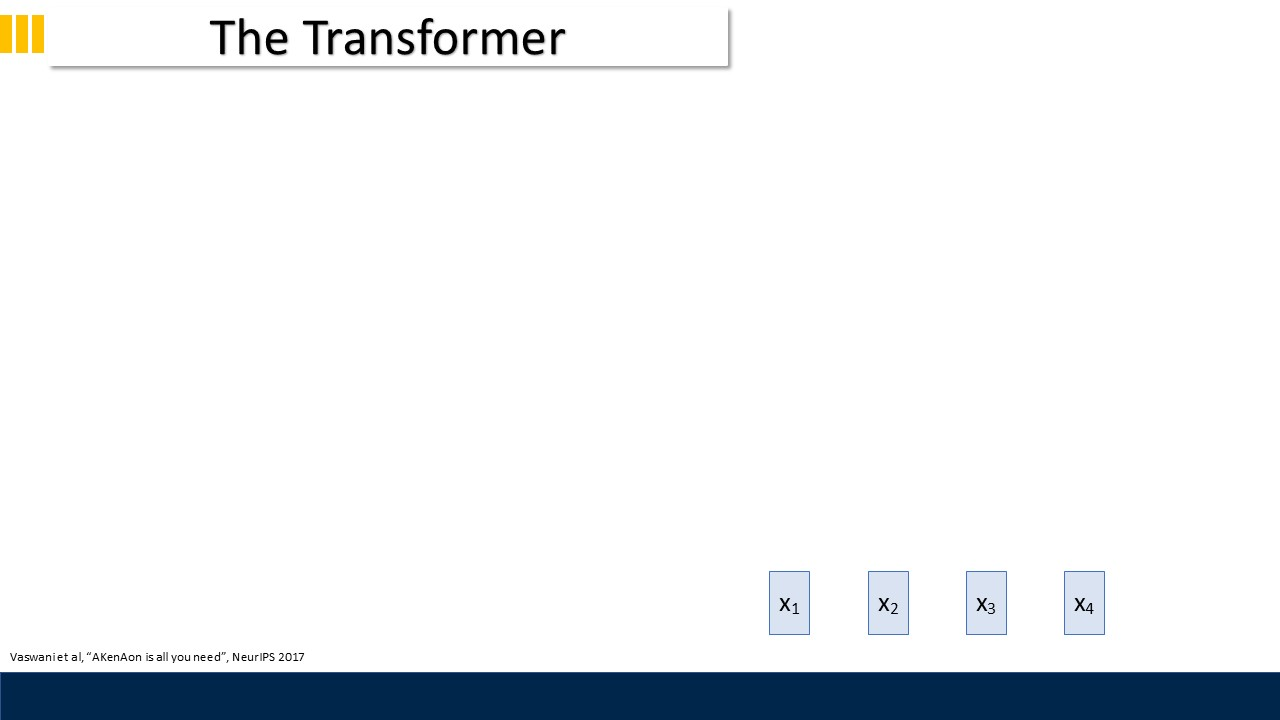 The Transformer
x1 x2 x3 x4
Vaswani et al, “AKenAon is all you need”, NeurIPS 2017